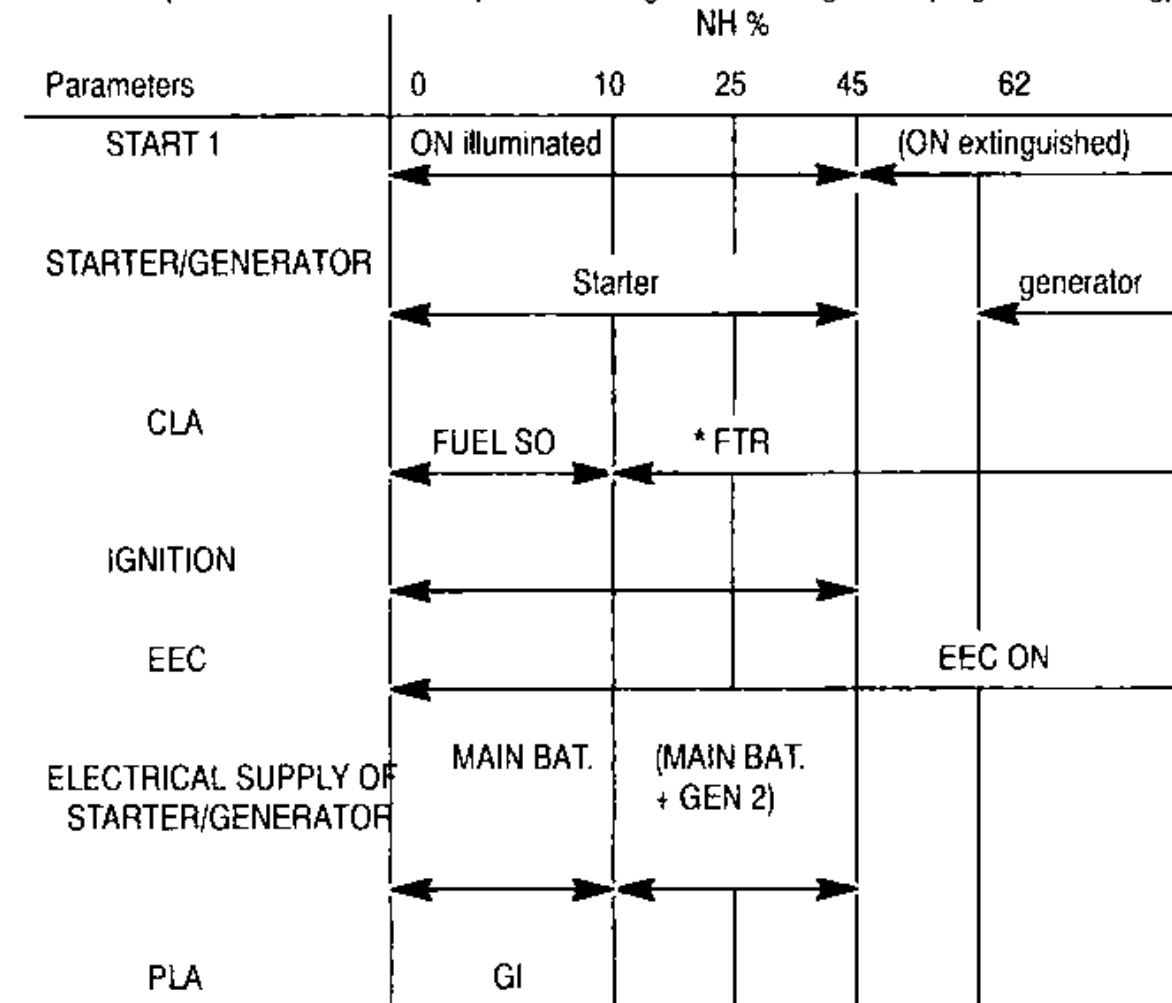 NH %
Parameters 0 10 25 45 62
START 1 ON illuminated (ON extinguished)
STARTER/GENERATOR Starter generator
CLA FUEL SO * FTR
IGNITION
EEC EEC ON
ELECTRICAL SUPPLY OF
STARTER/GENERATOR
MAIN BAT. (MAIN BAT.
+ GEN 2)
PLA GI